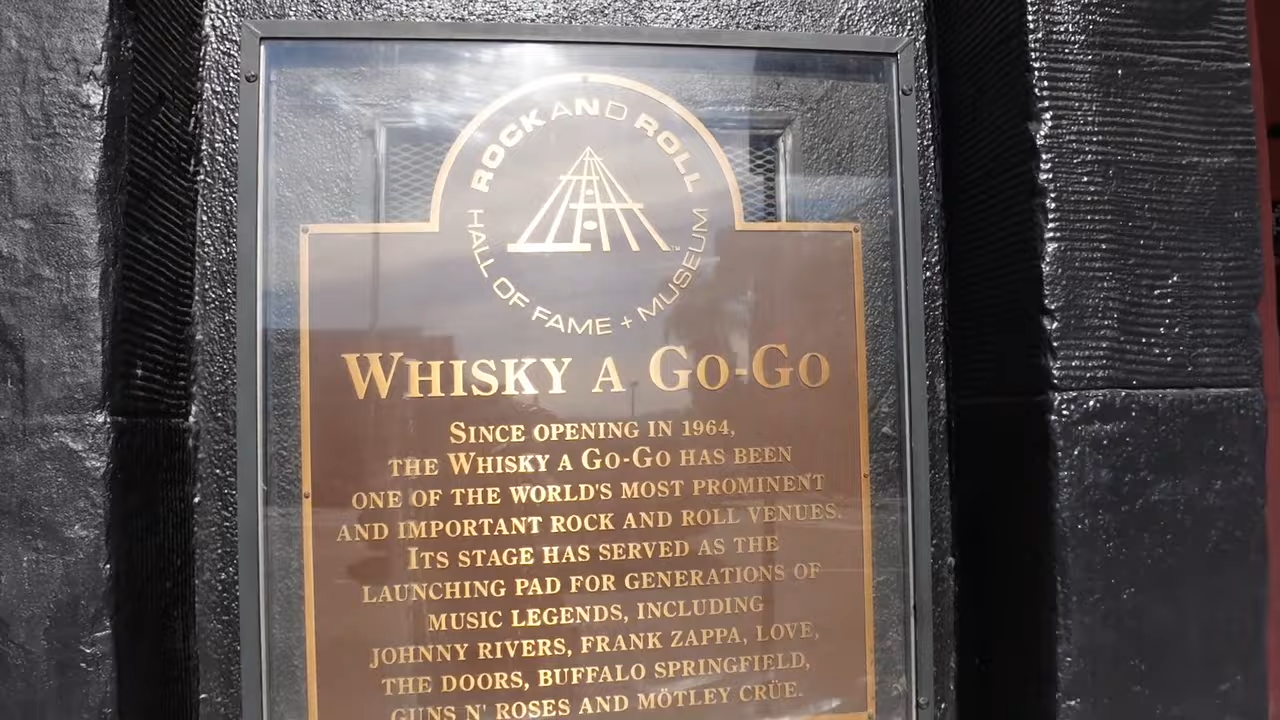 ROCK AND ROLL
HALL OF FAME + MUSEUM
TM
WHISKY A GO-GO
SINCE OPENING IN 1964,
THE WHISKY A GO-GO HAS BEEN
ONE OF THE WORLD'S MOST PROMINENT
AND IMPORTANT ROCK AND ROLL VENUES.
ITS STAGE HAS SERVED AS THE
LAUNCHING PAD FOR GENERATIONS OF
MUSIC LEGENDS, INCLUDING
JOHNNY RIVERS, FRANK ZAPPA, LOVE,
THE DOORS, BUFFALO SPRINGFIELD,
GUNS N' ROSES AND MÖTLEY CRÜE.